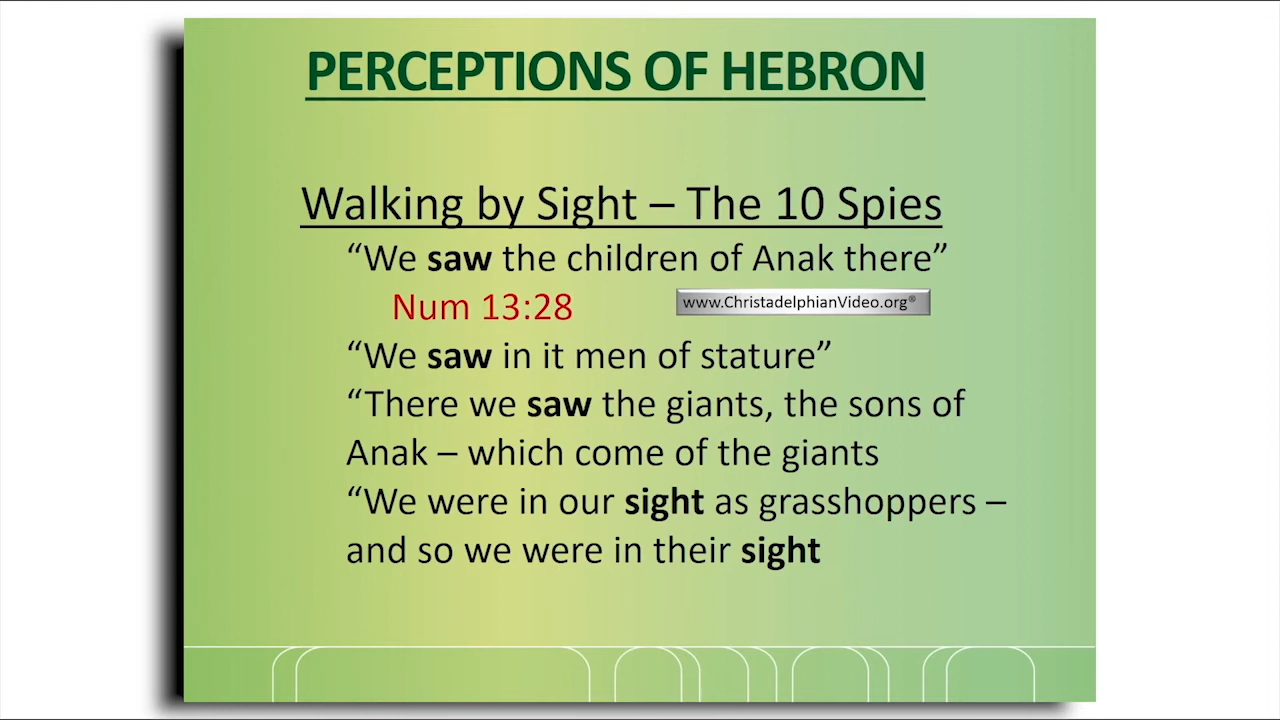 PERCEPTIONS OF HEBRON
Walking by Sight – The 10 Spies
“We saw the children of Anak there”
Num 13:28
www.ChristadelphianVideo.org®
“We saw in it men of stature”
“There we saw the giants, the sons of
Anak – which come of the giants
“We were in our sight as grasshoppers –
and so we were in their sight